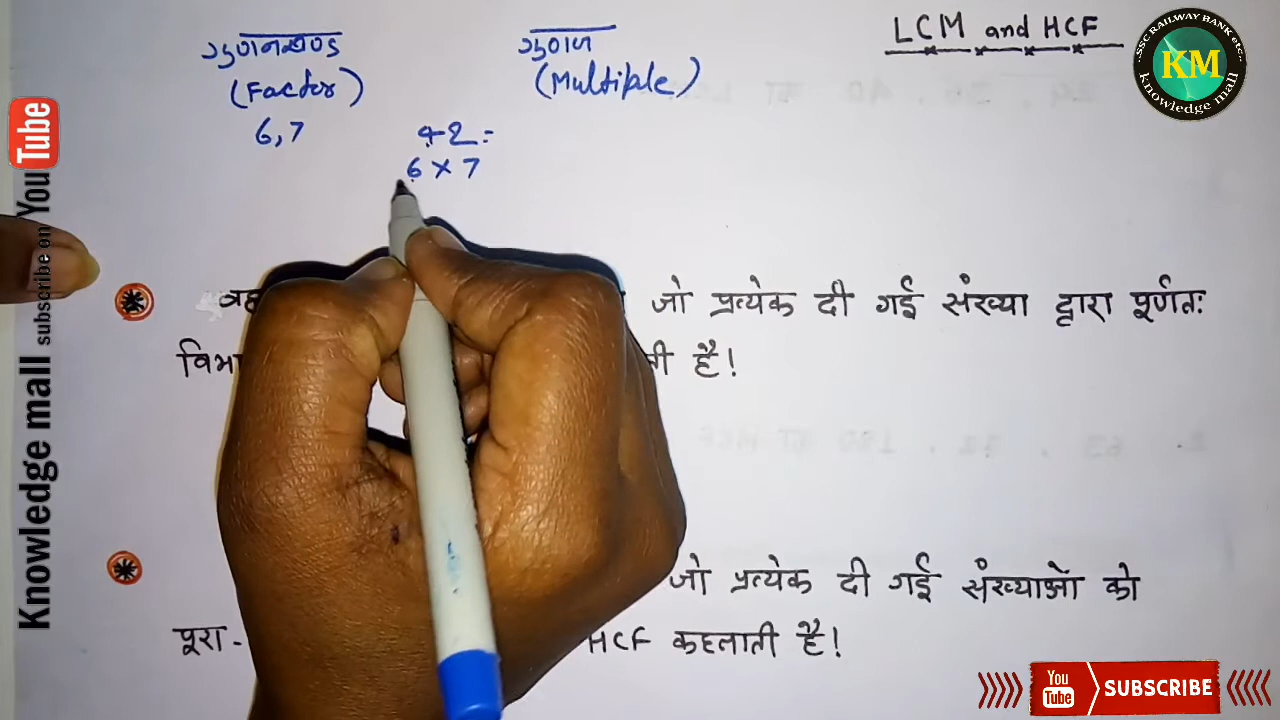 LCM and HCF
SSC RAILWAY BANK etc.
KM
knowledge mall
गुणनखण्ड
(Factor)
6, 7
गुणज
(Multiple)
42 =
6 × 7
जो प्रत्येक दी गई संख्या द्वारा पूर्णतः
है!
जो प्रत्येक दी गई संख्याओं को
पूरा-
HCF कहलाती है!
Knowledge mall subscribe on YouTube
YouTube SUBSCRIBE